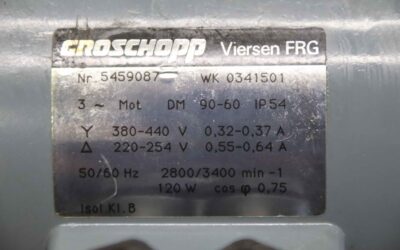 GROSCHOPP Viersen FRG
Nr. 5459087 WK 0341501
3 ~ Mot DM 90-60 IP54
Y 380-440 V 0,32-0,37 A
Δ 220-254 V 0,55-0,64 A
50/60 Hz 2800/3400 min -1
120 W cos φ 0,75
Isol Kl. B